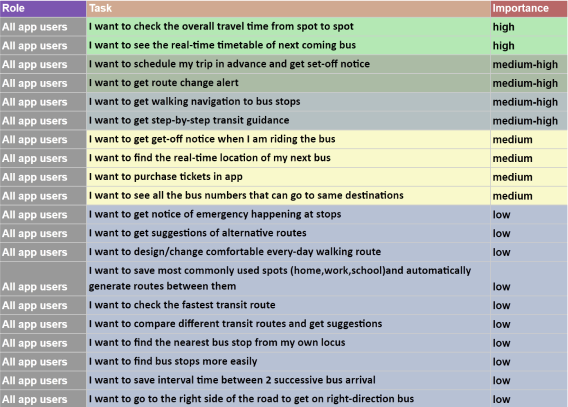 Role Task Importance
All app users I want to check the overall travel time from spot to spot high
All app users I want to see the real-time timetable of next coming bus high
All app users I want to schedule my trip in advance and get set-off notice medium-high
All app users I want to get route change alert medium-high
All app users I want to get walking navigation to bus stops medium-high
All app users I want to get step-by-step transit guidance medium-high
All app users I want to get get-off notice when I am riding the bus medium
All app users I want to find the real-time location of my next bus medium
All app users I want to purchase tickets in app medium
All app users I want to see all the bus numbers that can go to same destinations medium
All app users I want to get notice of emergency happening at stops low
All app users I want to get suggestions of alternative routes low
All app users I want to design/change comfortable every-day walking route low
I want to save most commonly used spots (home,work,school)and automatically
All app users generate routes between them low
All app users I want to check the fastest transit route low
All app users I want to compare different transit routes and get suggestions low
All app users I want to find the nearest bus stop from my own locus low
All app users I want to find bus stops more easily low
All app users I want to save interval time between 2 successive bus arrival low
All app users I want to go to the right side of the road to get on right-direction bus low